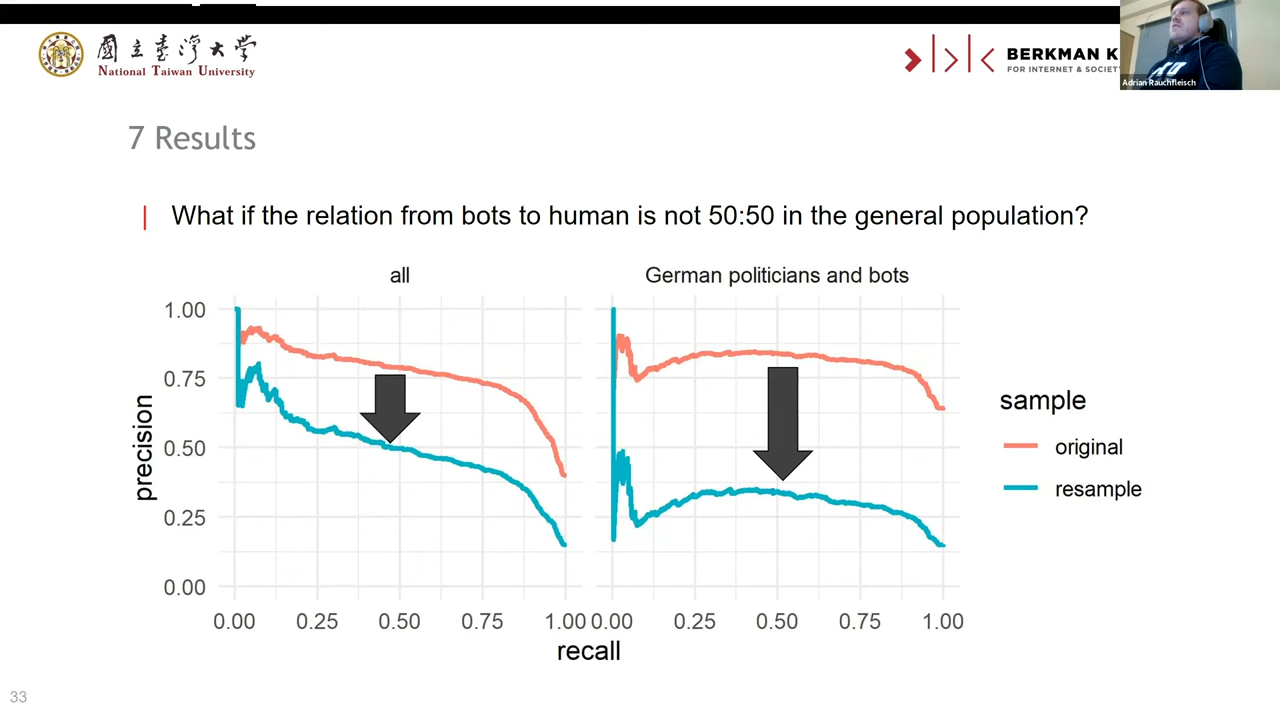 國立臺灣大學
National Taiwan University
BERKMAN K
FOR INTERNET & SOCIETY
Adrian Rauchfleisch
7 Results
| What if the relation from bots to human is not 50:50 in the general population?
all
German politicians and bots
precision
1.00
0.75
0.50
0.25
0.00
0.00 0.25 0.50 0.75 1.00
0.00 0.25 0.50 0.75 1.00
recall
sample
original
resample
33